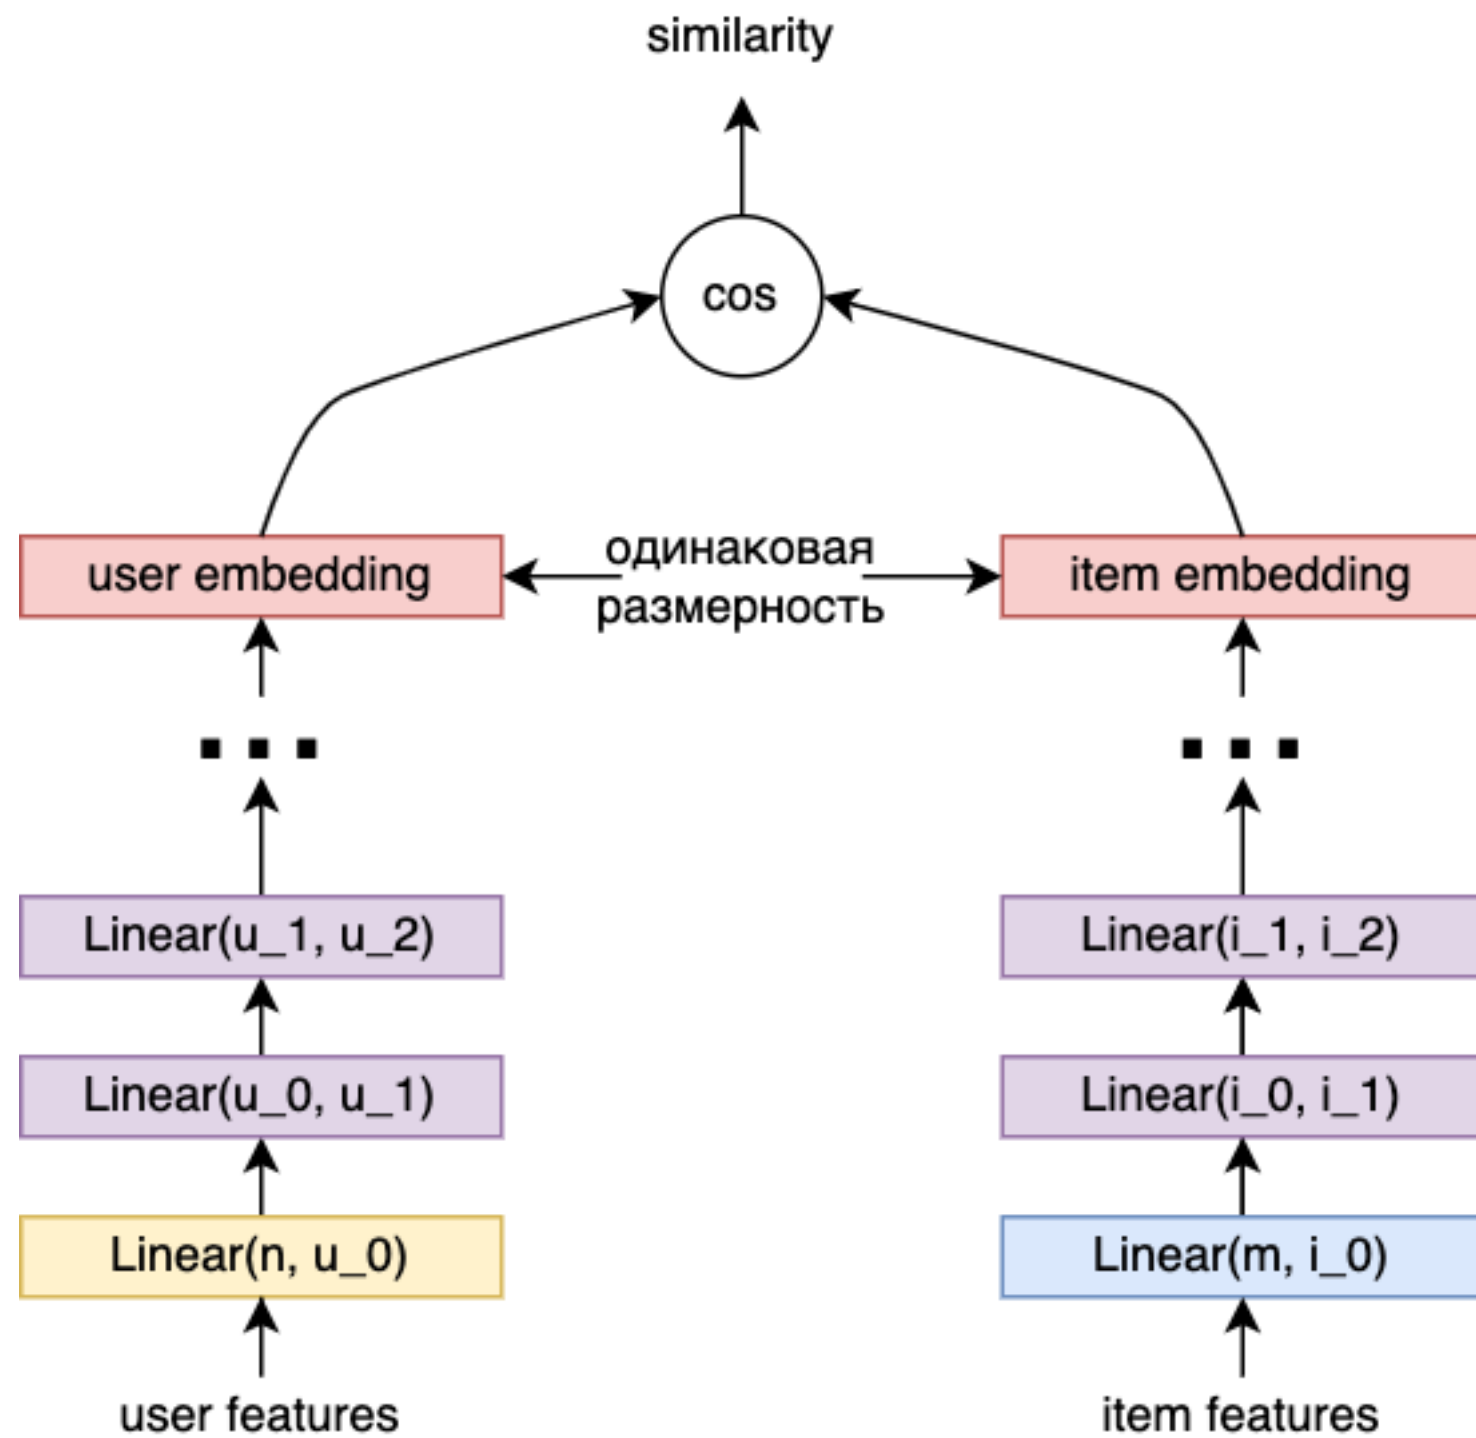 similarity
cos
user embedding
одинаковая
размерность
item embedding
Linear(u_1, u_2)
Linear(i_1, i_2)
Linear(u_0, u_1)
Linear(i_0, i_1)
Linear(n, u_0)
Linear(m, i_0)
user features
item features